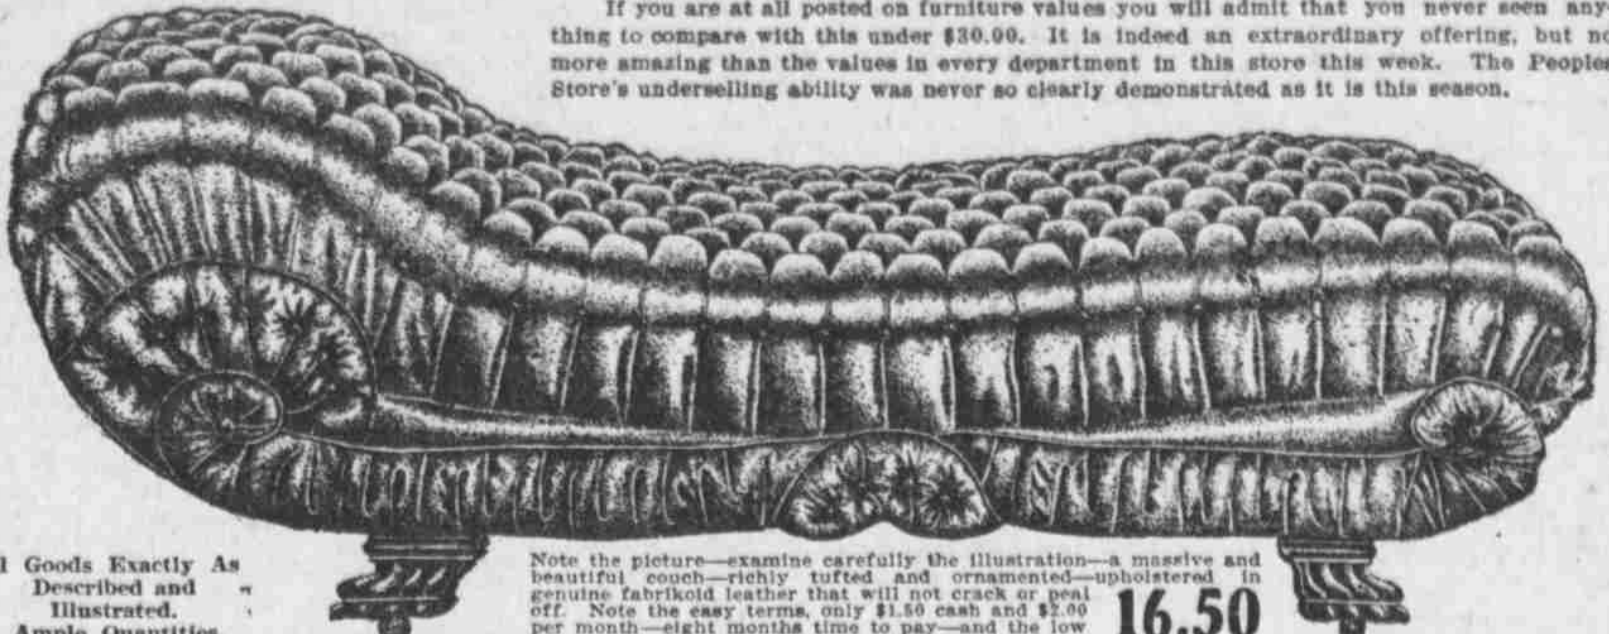 If you are at all posted on furniture values you will admit that you never seen any-
thing to compare with this under $30.00. It is indeed an extraordinary offering, but no
more amazing than the values in every department in this store this week. The Peoples
Store's underselling ability was never so clearly demonstrated as it is this season.
Goods Exactly As
Described and
Illustrated.
Ample Quantities
Note the picture—examine carefully the illustration—a massive and
beautiful couch—richly tufted and ornamented—upholstered in
genuine fabrikoid leather that will not crack or peal
off. Note the easy terms, only $1.50 cash and $2.00
per month—eight months time to pay—and the low
16.50